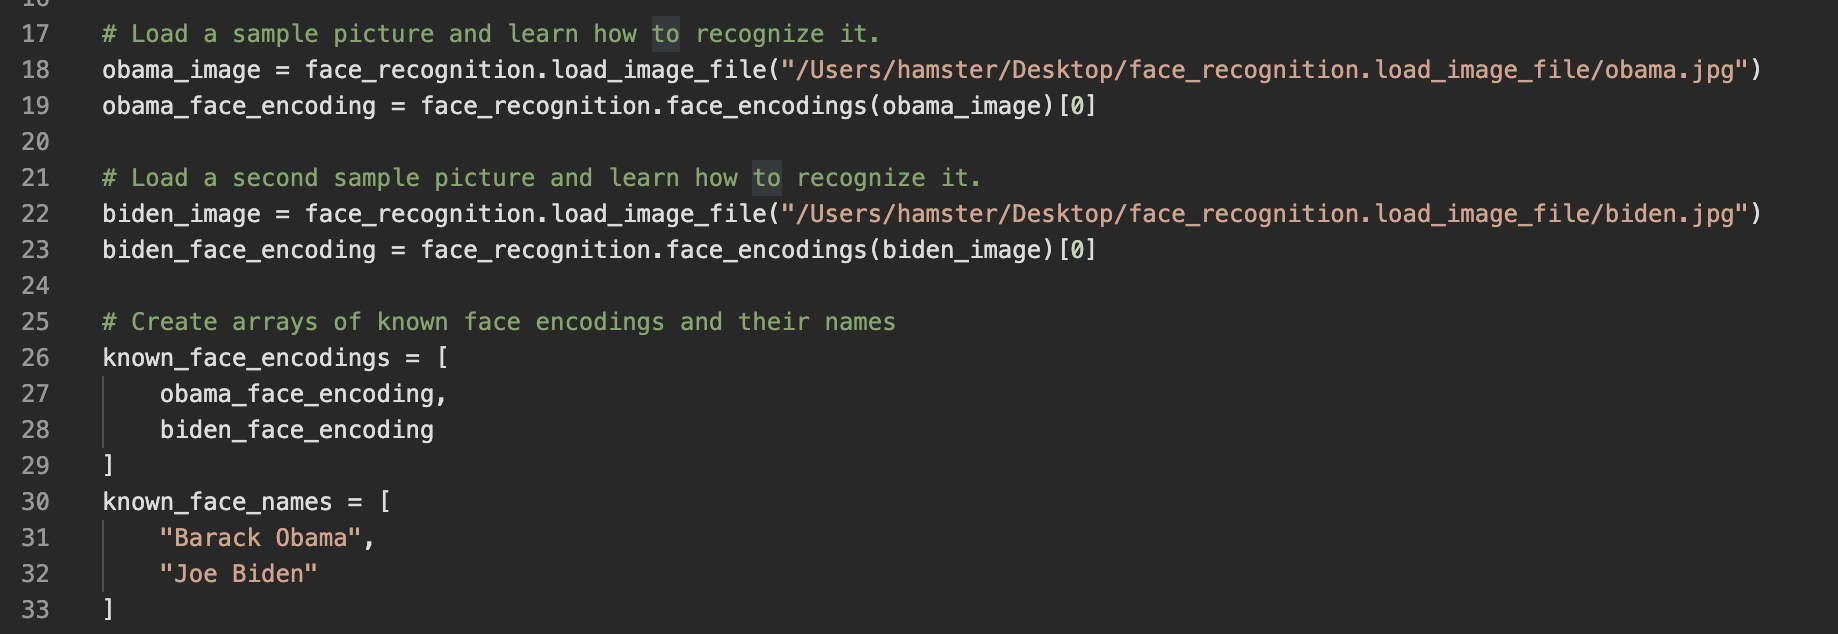 17 # Load a sample picture and learn how to recognize it.
18 obama_image = face_recognition.load_image_file("/Users/hamster/Desktop/face_recognition.load_image_file/obama.jpg")
19 obama_face_encoding = face_recognition.face_encodings(obama_image)[0]
20
21 # Load a second sample picture and learn how to recognize it.
22 biden_image = face_recognition.load_image_file("/Users/hamster/Desktop/face_recognition.load_image_file/biden.jpg")
23 biden_face_encoding = face_recognition.face_encodings(biden_image)[0]
24
25 # Create arrays of known face encodings and their names
26 known_face_encodings = [
27     obama_face_encoding,
28     biden_face_encoding
29 ]
30 known_face_names = [
31     "Barack Obama",
32     "Joe Biden"
33 ]